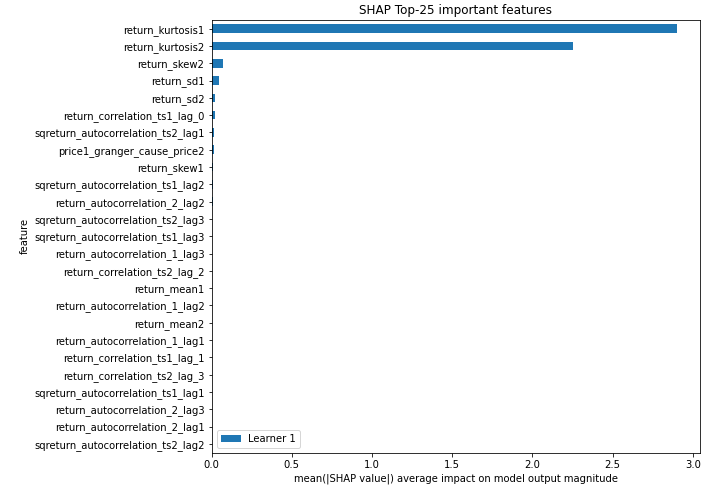 SHAP Top-25 important features
return_kurtosis1
return_kurtosis2
return_skew2
return_sd1
return_sd2
return_correlation_ts1_lag_0
sqreturn_autocorrelation_ts2_lag1
price1_granger_cause_price2
return_skew1
sqreturn_autocorrelation_ts1_lag2
return_autocorrelation_2_lag2
sqreturn_autocorrelation_ts2_lag3
sqreturn_autocorrelation_ts1_lag3
return_autocorrelation_1_lag3
return_correlation_ts2_lag_2
return_mean1
return_autocorrelation_1_lag2
return_mean2
return_autocorrelation_1_lag1
return_correlation_ts1_lag_1
return_correlation_ts2_lag_3
sqreturn_autocorrelation_ts1_lag1
return_autocorrelation_2_lag3
return_autocorrelation_2_lag1
sqreturn_autocorrelation_ts2_lag2
feature
Learner 1
0.0 0.5 1.0 1.5 2.0 2.5 3.0
mean(|SHAP value|) average impact on model output magnitude